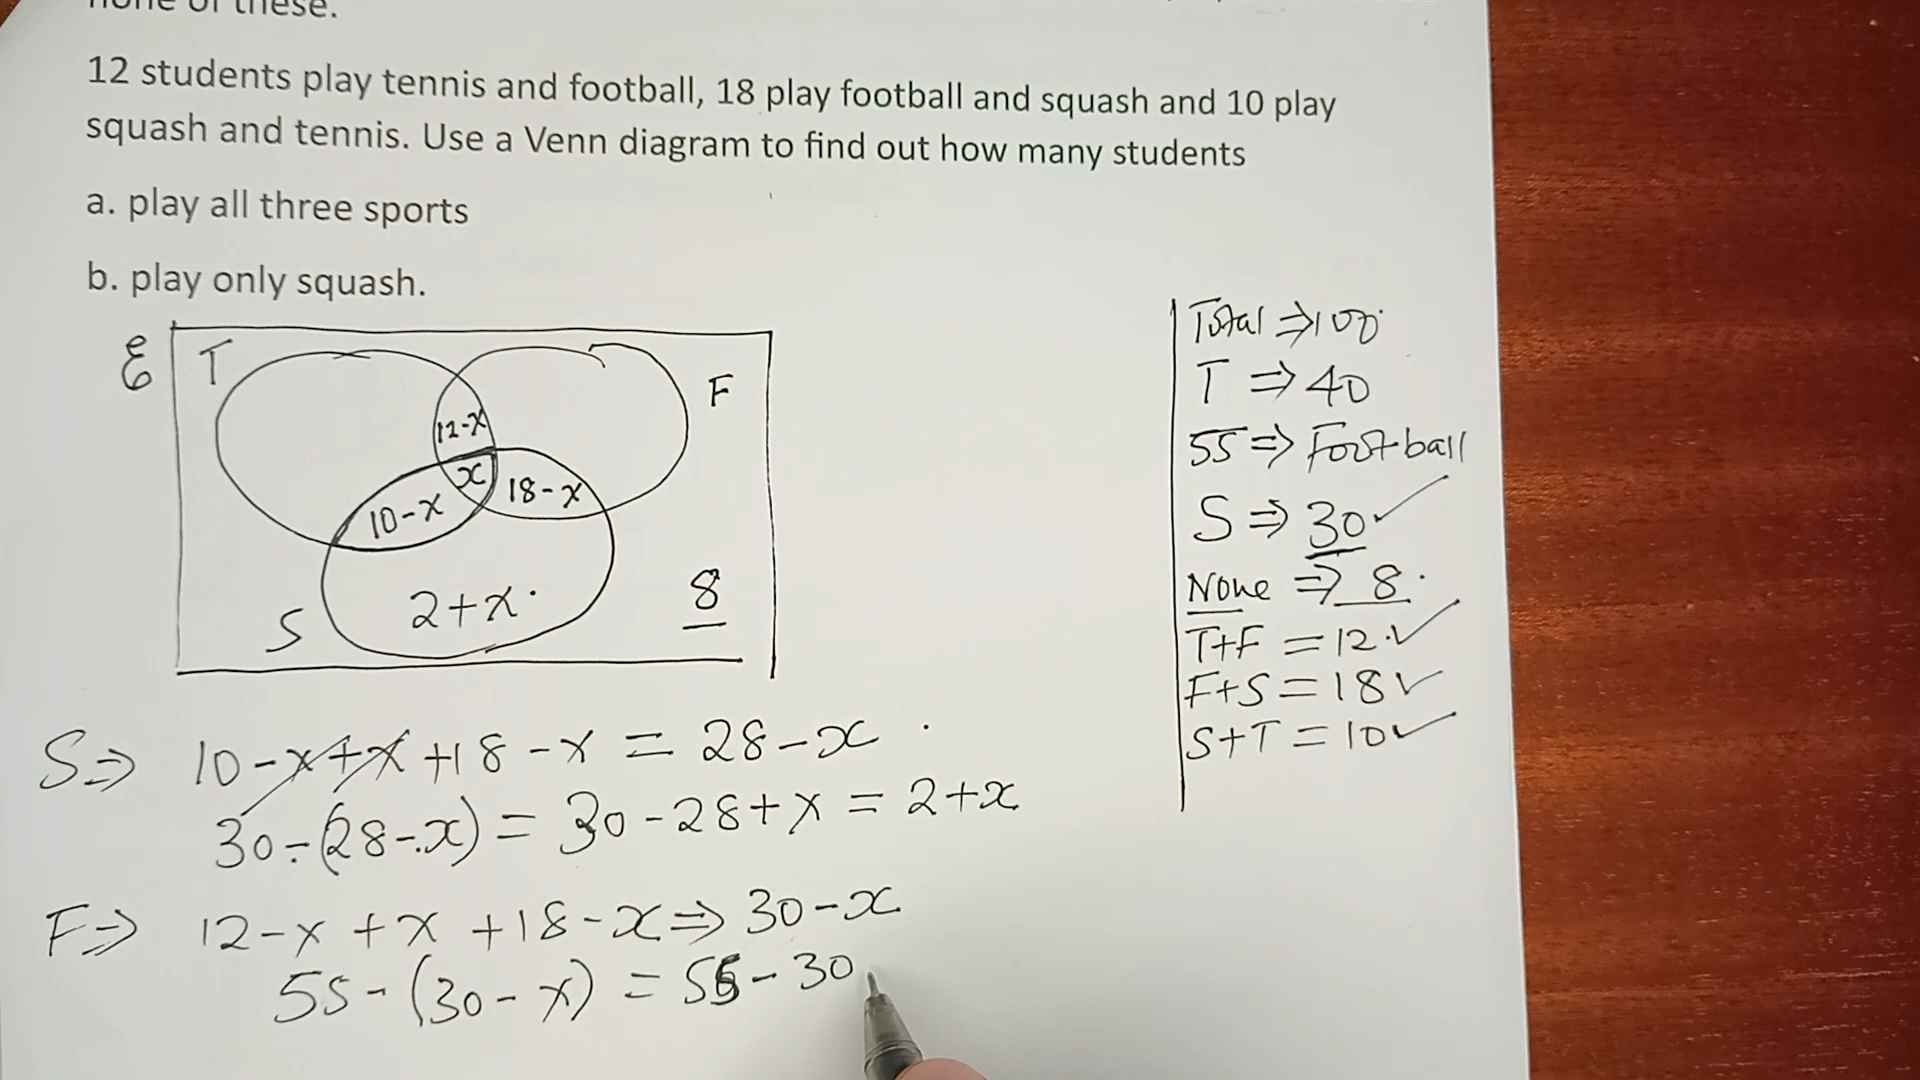 none of these.
12 students play tennis and football, 18 play football and squash and 10 play
squash and tennis. Use a Venn diagram to find out how many students
a. play all three sports
b. play only squash.
ℰ T F
12-x
x
10-x 18-x
2+x
S 8
Total ⇒ 100
T ⇒ 40
55 ⇒ Football
S ⇒ 30 ✓
None ⇒ 8
T+F = 12 ✓
F+S = 18 ✓
S+T = 10 ✓
S ⇒ 10-x+x+18-x = 28-x
30-(28-x) = 30-28+x = 2+x
F ⇒ 12-x+x+18-x ⇒ 30-x
55-(30-x) = 55-30